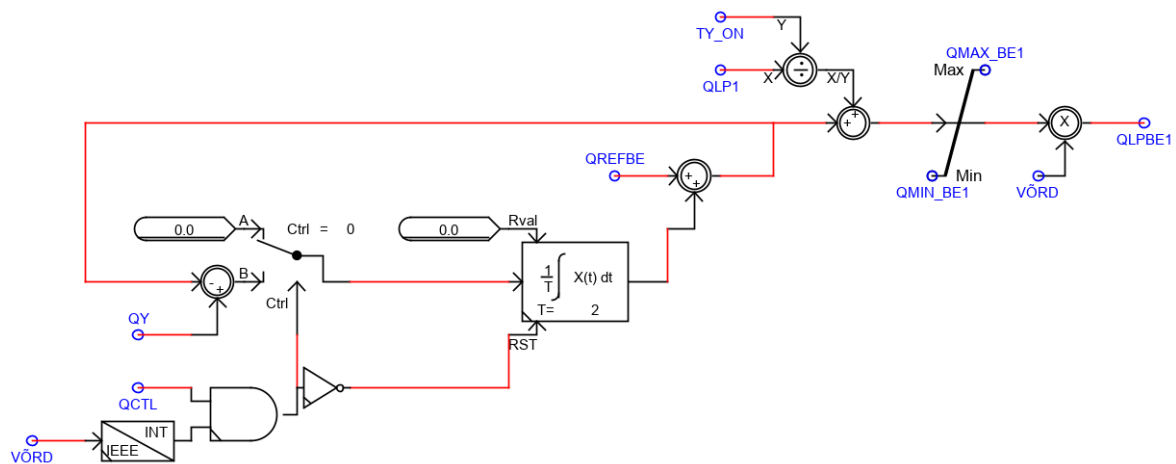 TY_ON
Y
QLP1
X
÷
X/Y
QMAX_BE1
Max
+
+
X
QLPBE1
QMIN_BE1
Min
VÕRD
QREFBE
+
+
0.0
A
Ctrl = 0
0.0
Rval
1
T
X(t) dt
T= 2
RST
-
+
B
Ctrl
QY
QCTL
INT
IEEE
VÕRD